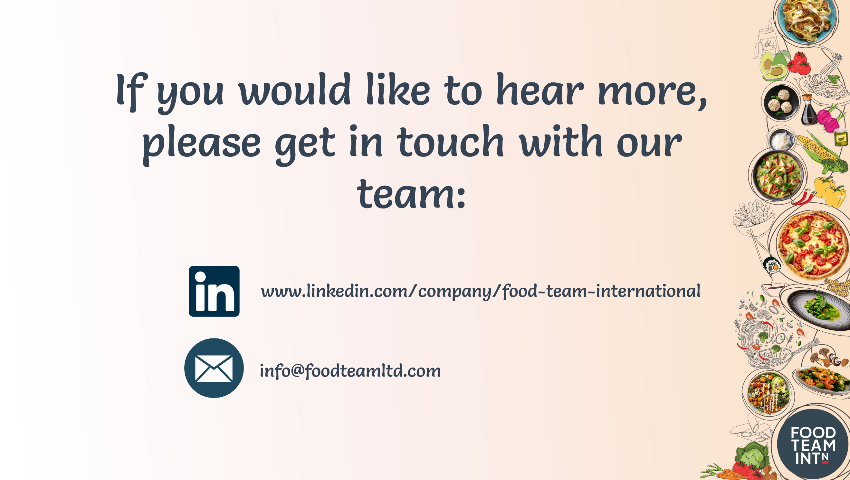 If you would like to hear more,
please get in touch with our
team:
in
www.linkedin.com/company/food-team-international
info@foodteamltd.com
FOOD
TEAM
INTN